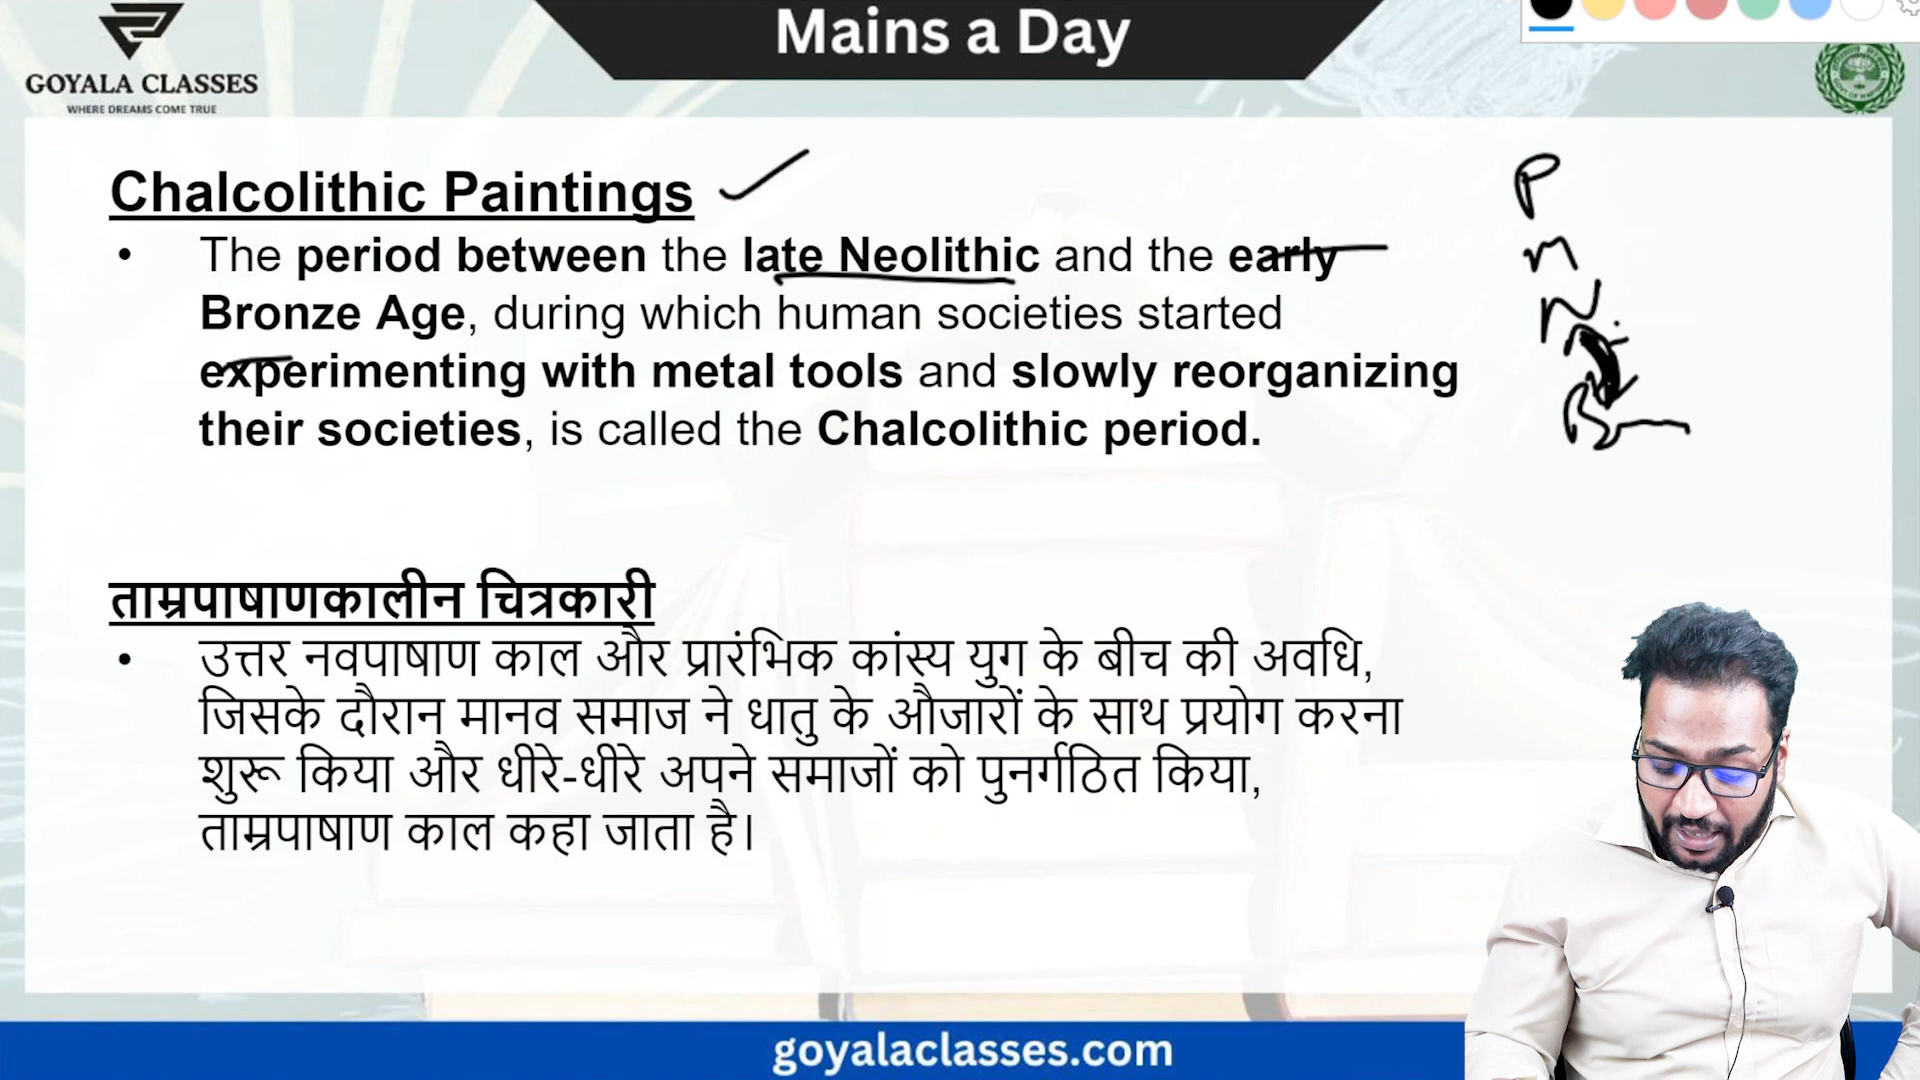 Mains a Day
GOYALA CLASSES
WHERE DREAMS COME TRUE
Chalcolithic Paintings
• The period between the late Neolithic and the early
Bronze Age, during which human societies started
experimenting with metal tools and slowly reorganizing
their societies, is called the Chalcolithic period.
P
m
N
ताम्रपाषाणकालीन चित्रकारी
• उत्तर नवपाषाण काल और प्रारंभिक कांस्य युग के बीच की अवधि,
जिसके दौरान मानव समाज ने धातु के औजारों के साथ प्रयोग करना
शुरू किया और धीरे-धीरे अपने समाजों को पुनर्गठित किया,
ताम्रपाषाण काल कहा जाता है।
goyalaclasses.com